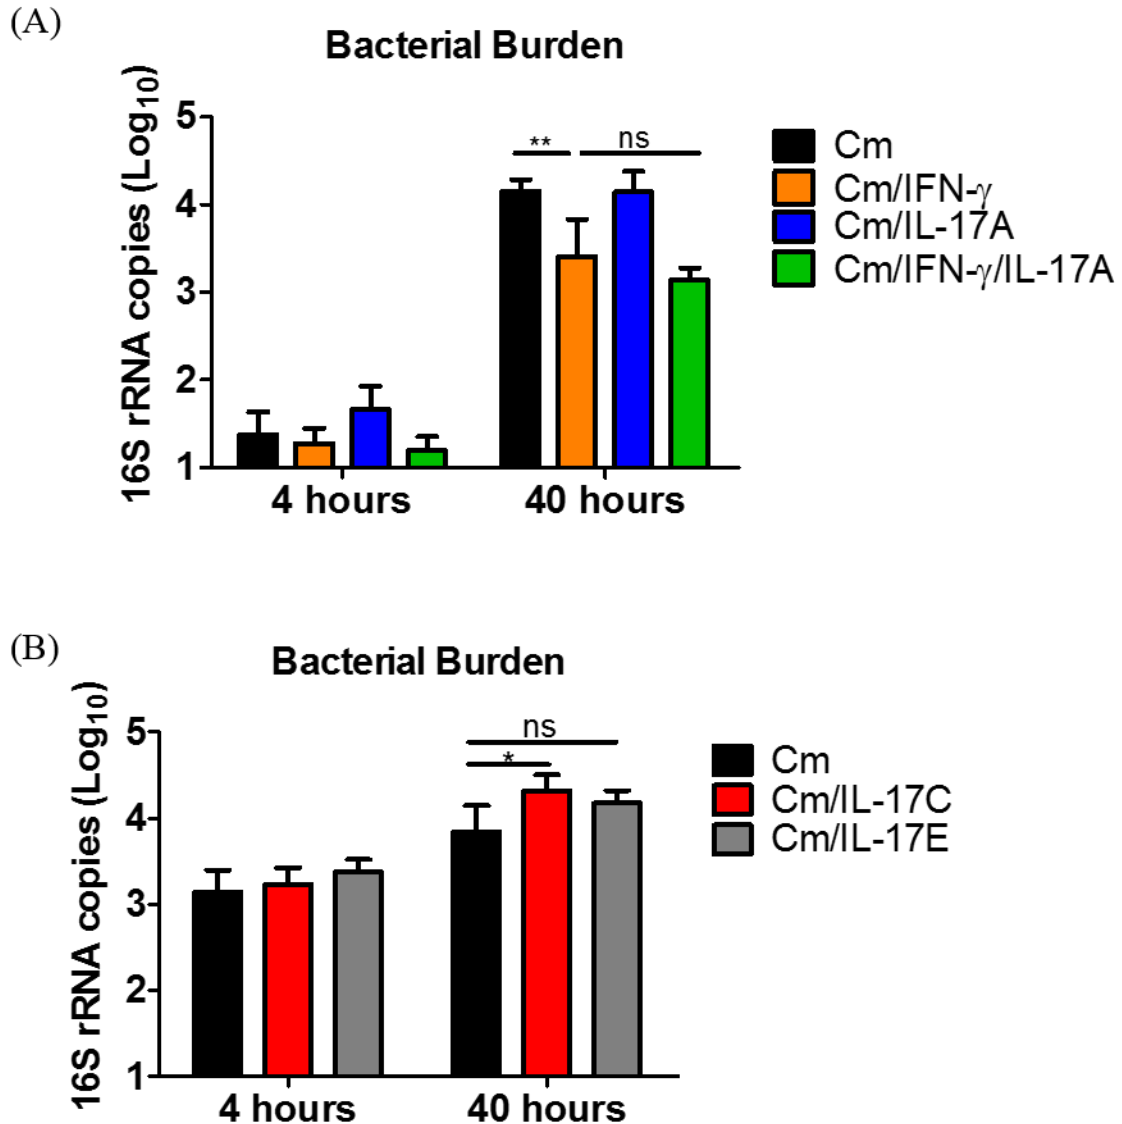 (A)
Bacterial Burden
16S rRNA copies (Log10)
5
4
3
2
1
** ns
4 hours 40 hours
Cm
Cm/IFN-γ
Cm/IL-17A
Cm/IFN-γ/IL-17A
(B)
Bacterial Burden
16S rRNA copies (Log10)
5
4
3
2
1
ns
*
4 hours 40 hours
Cm
Cm/IL-17C
Cm/IL-17E